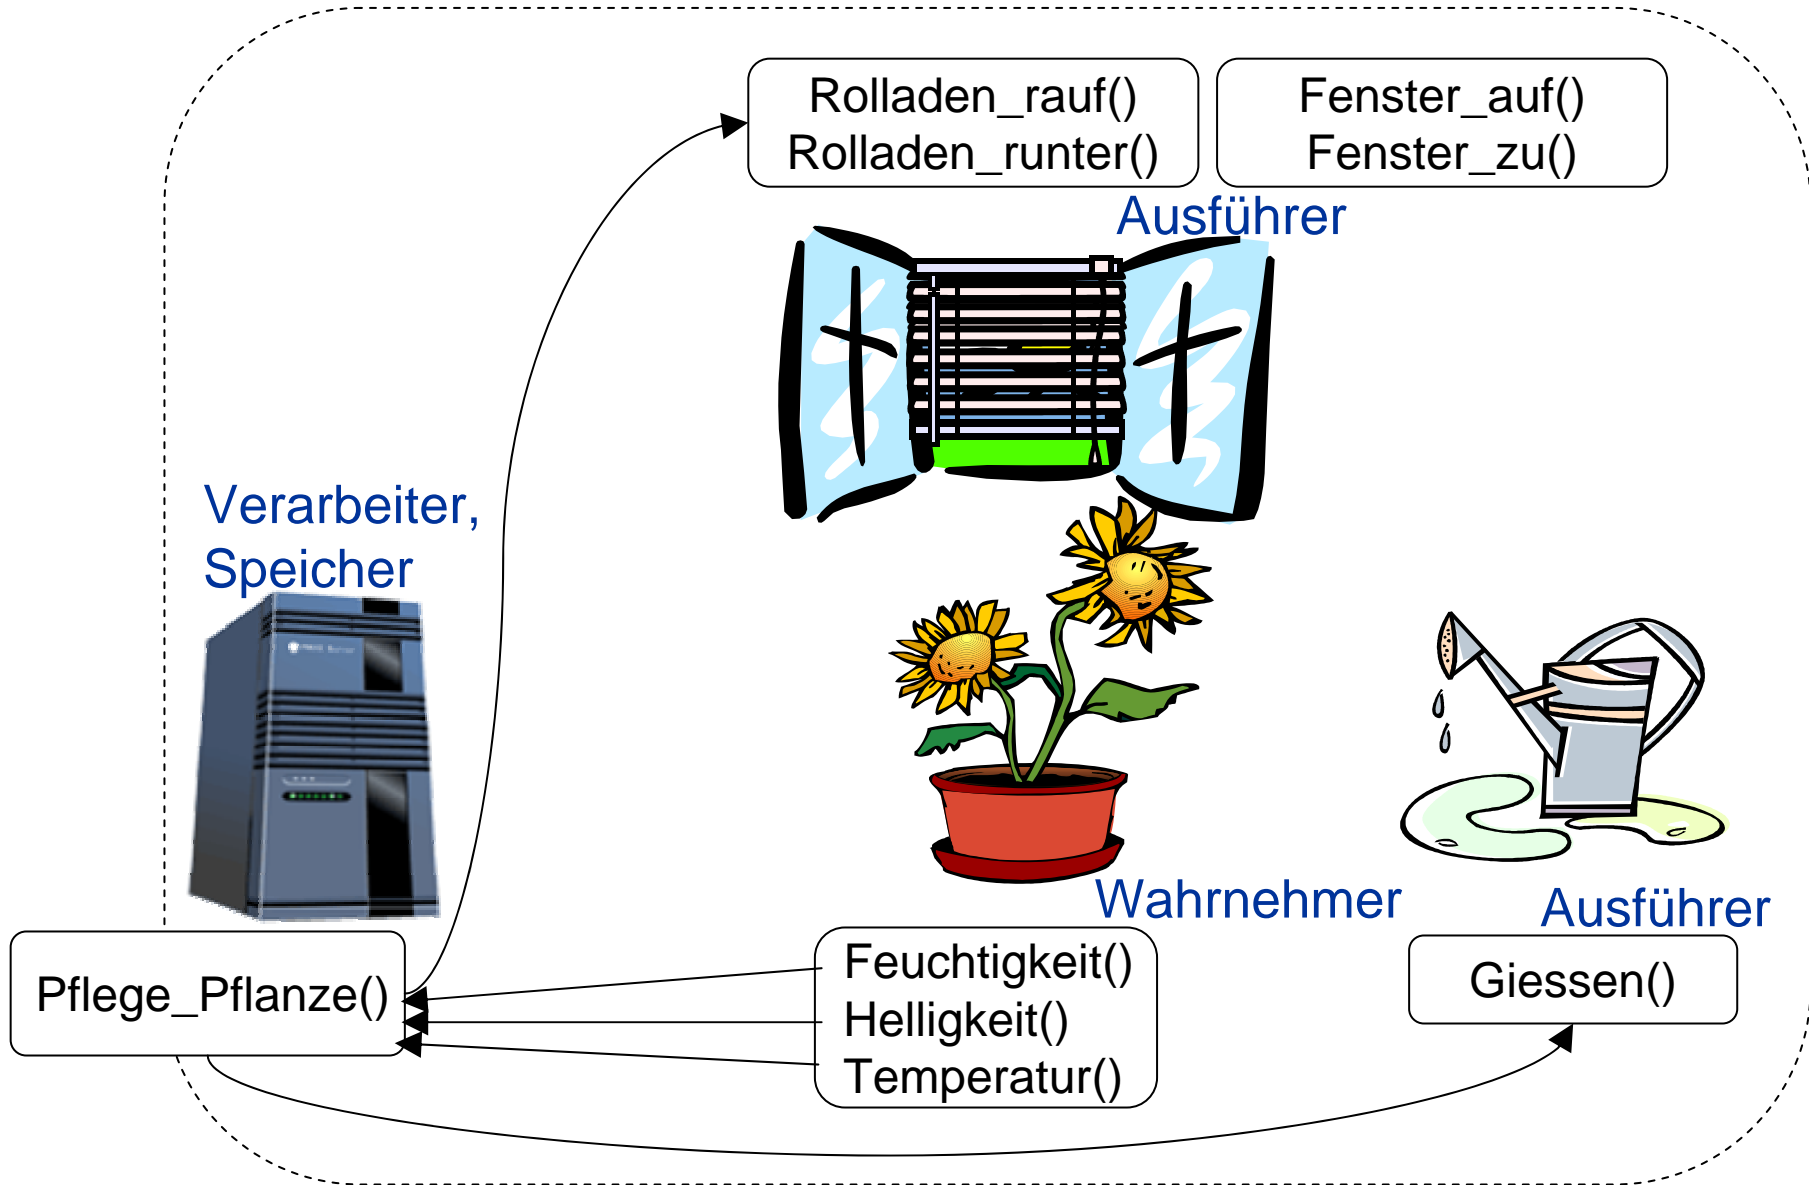 Rolladen_rauf()
Rolladen_runter()
Fenster_auf()
Fenster_zu()
Ausführer
Verarbeiter,
Speicher
Wahrnehmer
Ausführer
Pflege_Pflanze()
Feuchtigkeit()
Helligkeit()
Temperatur()
Giessen()